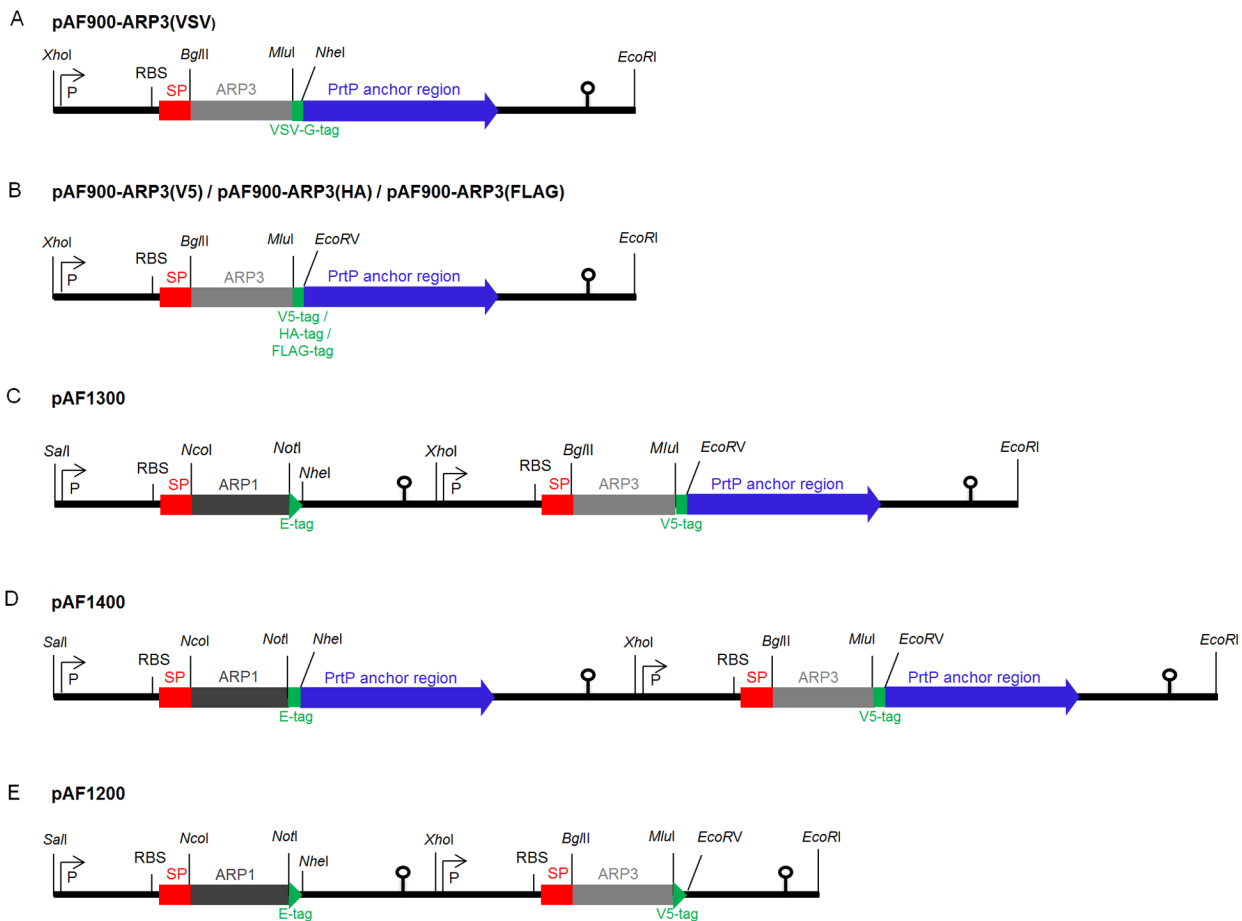 A pAF900-ARP3(VSV)
XhoI P RBS SP BglII ARP3 MluI NheI PrtP anchor region EcoRI
VSV-G-tag
B pAF900-ARP3(V5) / pAF900-ARP3(HA) / pAF900-ARP3(FLAG)
XhoI P RBS SP BglII ARP3 MluI EcoRV PrtP anchor region EcoRI
V5-tag /
HA-tag /
FLAG-tag
C pAF1300
SalI P RBS SP NcoI ARP1 NotI NheI XhoI P RBS SP BglII ARP3 MluI EcoRV PrtP anchor region EcoRI
E-tag V5-tag
D pAF1400
SalI P RBS SP NcoI ARP1 NotI NheI PrtP anchor region XhoI P RBS SP BglII ARP3 MluI EcoRV PrtP anchor region EcoRI
E-tag V5-tag
E pAF1200
SalI P RBS SP NcoI ARP1 NotI NheI XhoI P RBS SP BglII ARP3 MluI EcoRV EcoRI
E-tag V5-tag